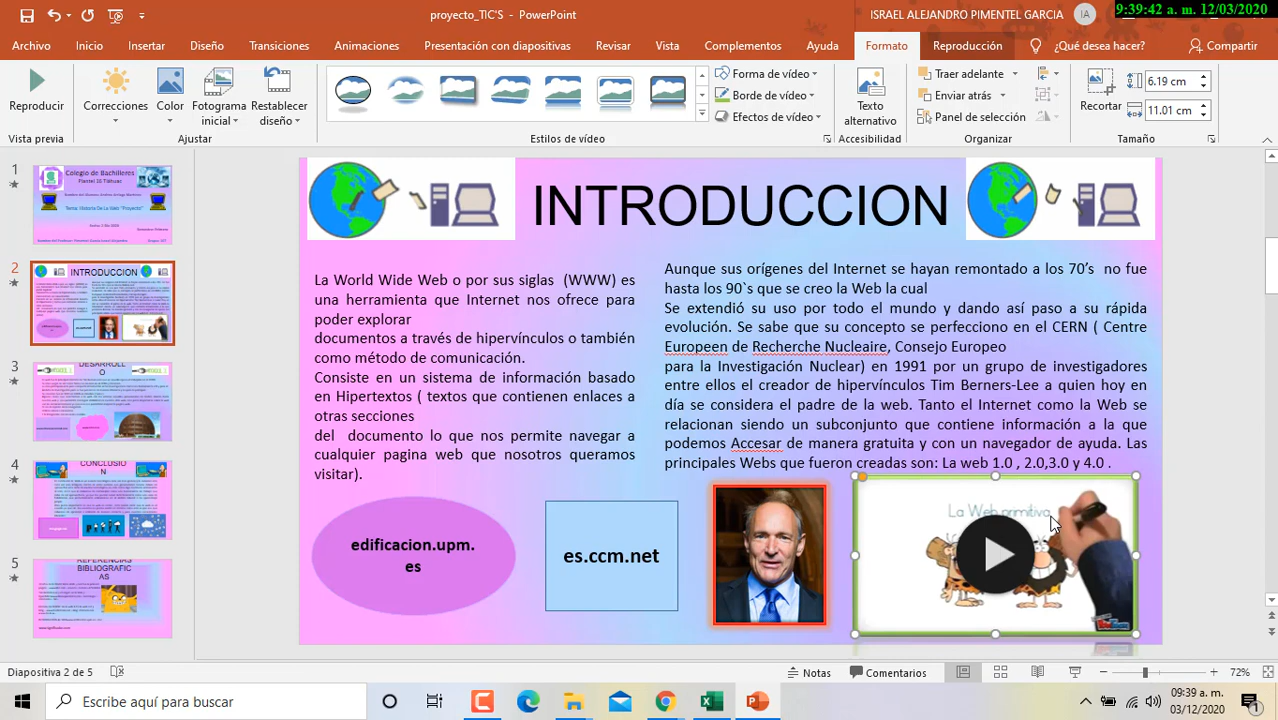 proyecto_TIC'S - PowerPoint
ISRAEL ALEJANDRO PIMENTEL GARCIA
IA
9:39:42 a. m. 12/03/2020
Archivo
Inicio
Insertar
Diseño
Transiciones
Animaciones
Presentación con diapositivas
Revisar
Vista
Complementos
Ayuda
Formato
Reproducción
¿Qué desea hacer?
Compartir
Reproducir
Correcciones
Color
Fotograma inicial
Restablecer diseño
Forma de vídeo
Borde de vídeo
Efectos de vídeo
Texto alternativo
Traer adelante
Enviar atrás
Panel de selección
Recortar
6.19 cm
11.01 cm
Vista previa
Ajustar
Estilos de vídeo
Accesibilidad
Organizar
Tamaño
1
Colegio de Bachilleres
2
INTRODUCCION
3
DESARROLL
O
4
CONCLUSION
N
5
REFERENCIAS
BIBLIOGRAFIC
AS
INTRODUCCION
La World Wide Web o por sus siglas (WWW) es
una herramienta que Internet nos ofrece para
poder explorar
documentos a través de hipervínculos o también
como método de comunicación.
Consiste en un sistema de información basado
en Hipertextos ( textos que contienen enlaces a
otras secciones
del documento lo que nos permite navegar a
cualquier pagina web que nosotros queramos
visitar).
Aunque sus orígenes del Internet se hayan remontado a los 70's no fue
hasta los 90`s que se creo la Web la cual
Se extendió su uso por todo el mundo y dando así paso a su rápida
evolución. Se sabe que su concepto se perfecciono en el CERN ( Centre
Europeen de Recherche Nucleaire, Consejo Europeo
para la Investigación Nuclear) en 1991 por un grupo de investigadores
entre ellos el creador de hipervínculos Tim Berners-Lee a quien hoy en
día se considera el padre de la web. Tanto el Internet como la Web se
relacionan siendo un subconjunto que contiene información a la que
podemos Accesar de manera gratuita y con un navegador de ayuda. Las
principales Webs que fueron creadas son: La web 1.0 , 2.0,3.0 y 4.0 .
edificacion.upm.
es
es.ccm.net
La Web primitiva
Diapositiva 2 de 5
Notas
Comentarios
72%
Escribe aquí para buscar
09:39 a. m.
03/12/2020
1